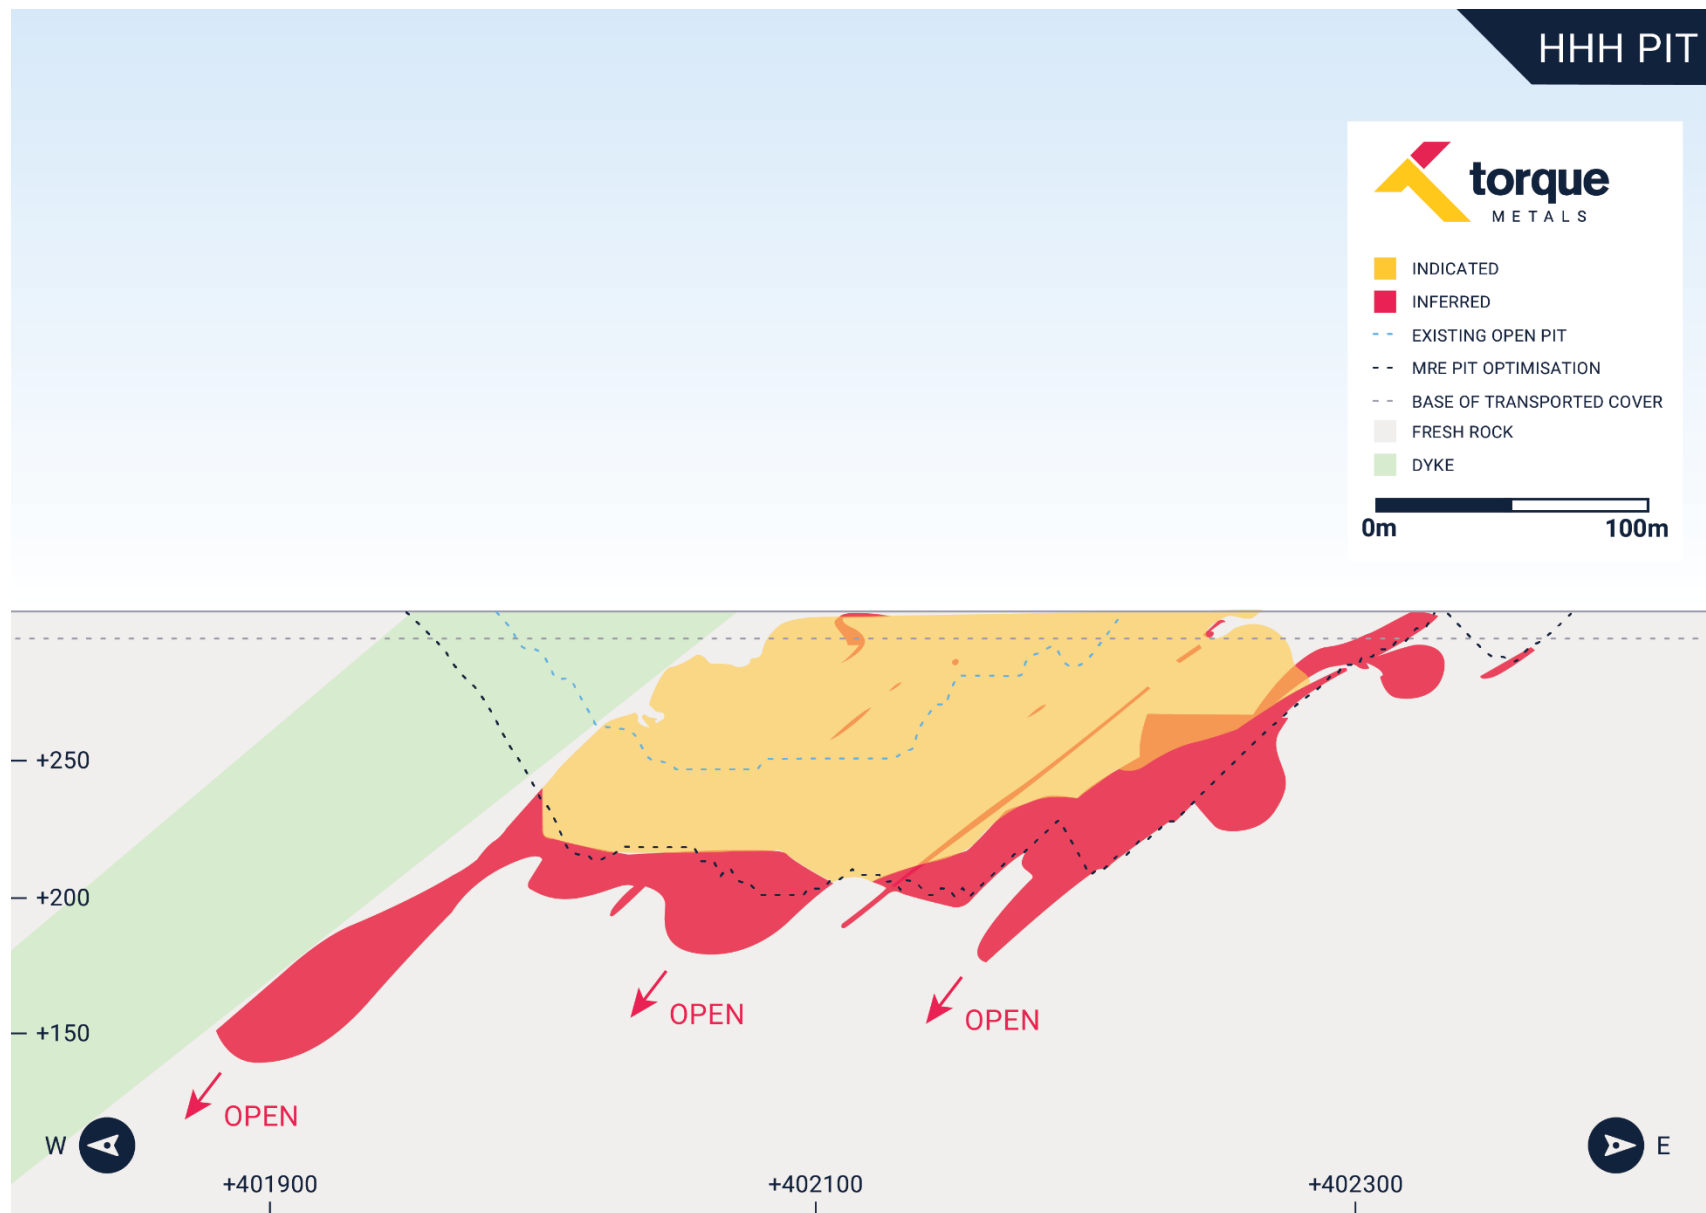 HHH PIT
torque
METALS
INDICATED
INFERRED
EXISTING OPEN PIT
MRE PIT OPTIMISATION
BASE OF TRANSPORTED COVER
FRESH ROCK
DYKE
0m 100m
+250
+200
+150
OPEN
OPEN
OPEN
W
E
+401900 +402100 +402300